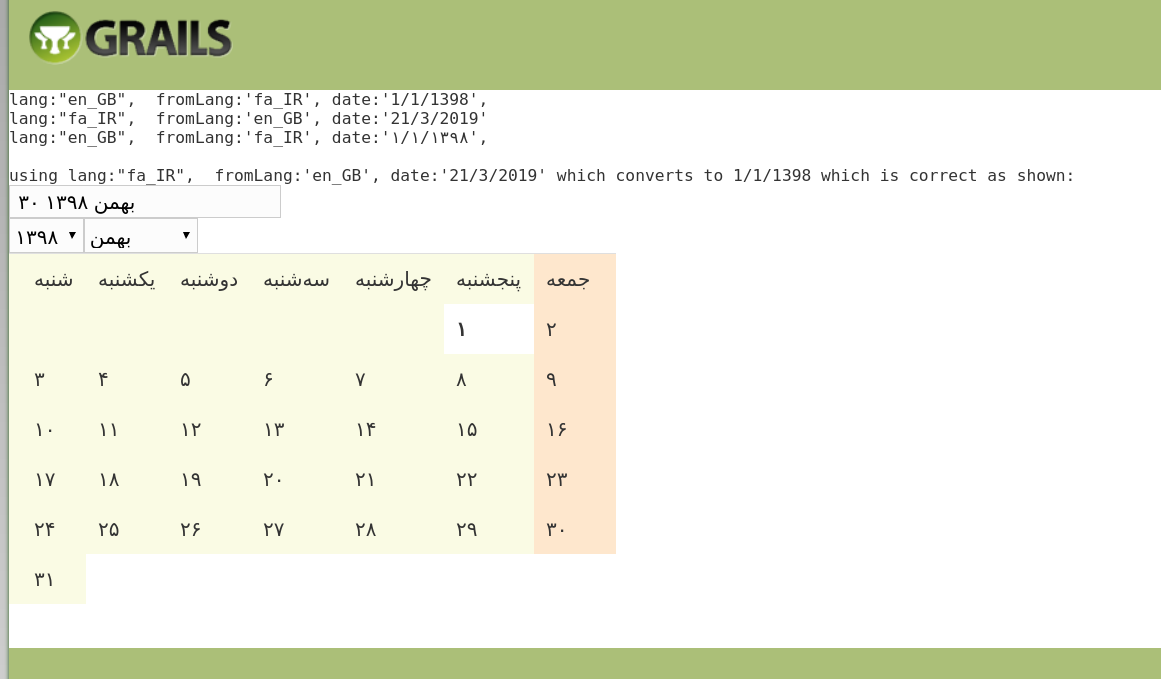 GRAILS
lang:"en_GB",  fromLang:'fa_IR', date:'1/1/1398',
lang:"fa_IR",  fromLang:'en_GB', date:'21/3/2019'
lang:"en_GB",  fromLang:'fa_IR', date:'۱/۱/۱۳۹۸',
using lang:"fa_IR",  fromLang:'en_GB', date:'21/3/2019' which converts to 1/1/1398 which is correct as shown:
۳۰ بهمن ۱۳۹۸
۱۳۹۸ بهمن
شنبه یکشنبه دوشنبه سه‌شنبه چهارشنبه پنجشنبه جمعه
۱ ۲
۳ ۴ ۵ ۶ ۷ ۸ ۹
۱۰ ۱۱ ۱۲ ۱۳ ۱۴ ۱۵ ۱۶
۱۷ ۱۸ ۱۹ ۲۰ ۲۱ ۲۲ ۲۳
۲۴ ۲۵ ۲۶ ۲۷ ۲۸ ۲۹ ۳۰
۳۱